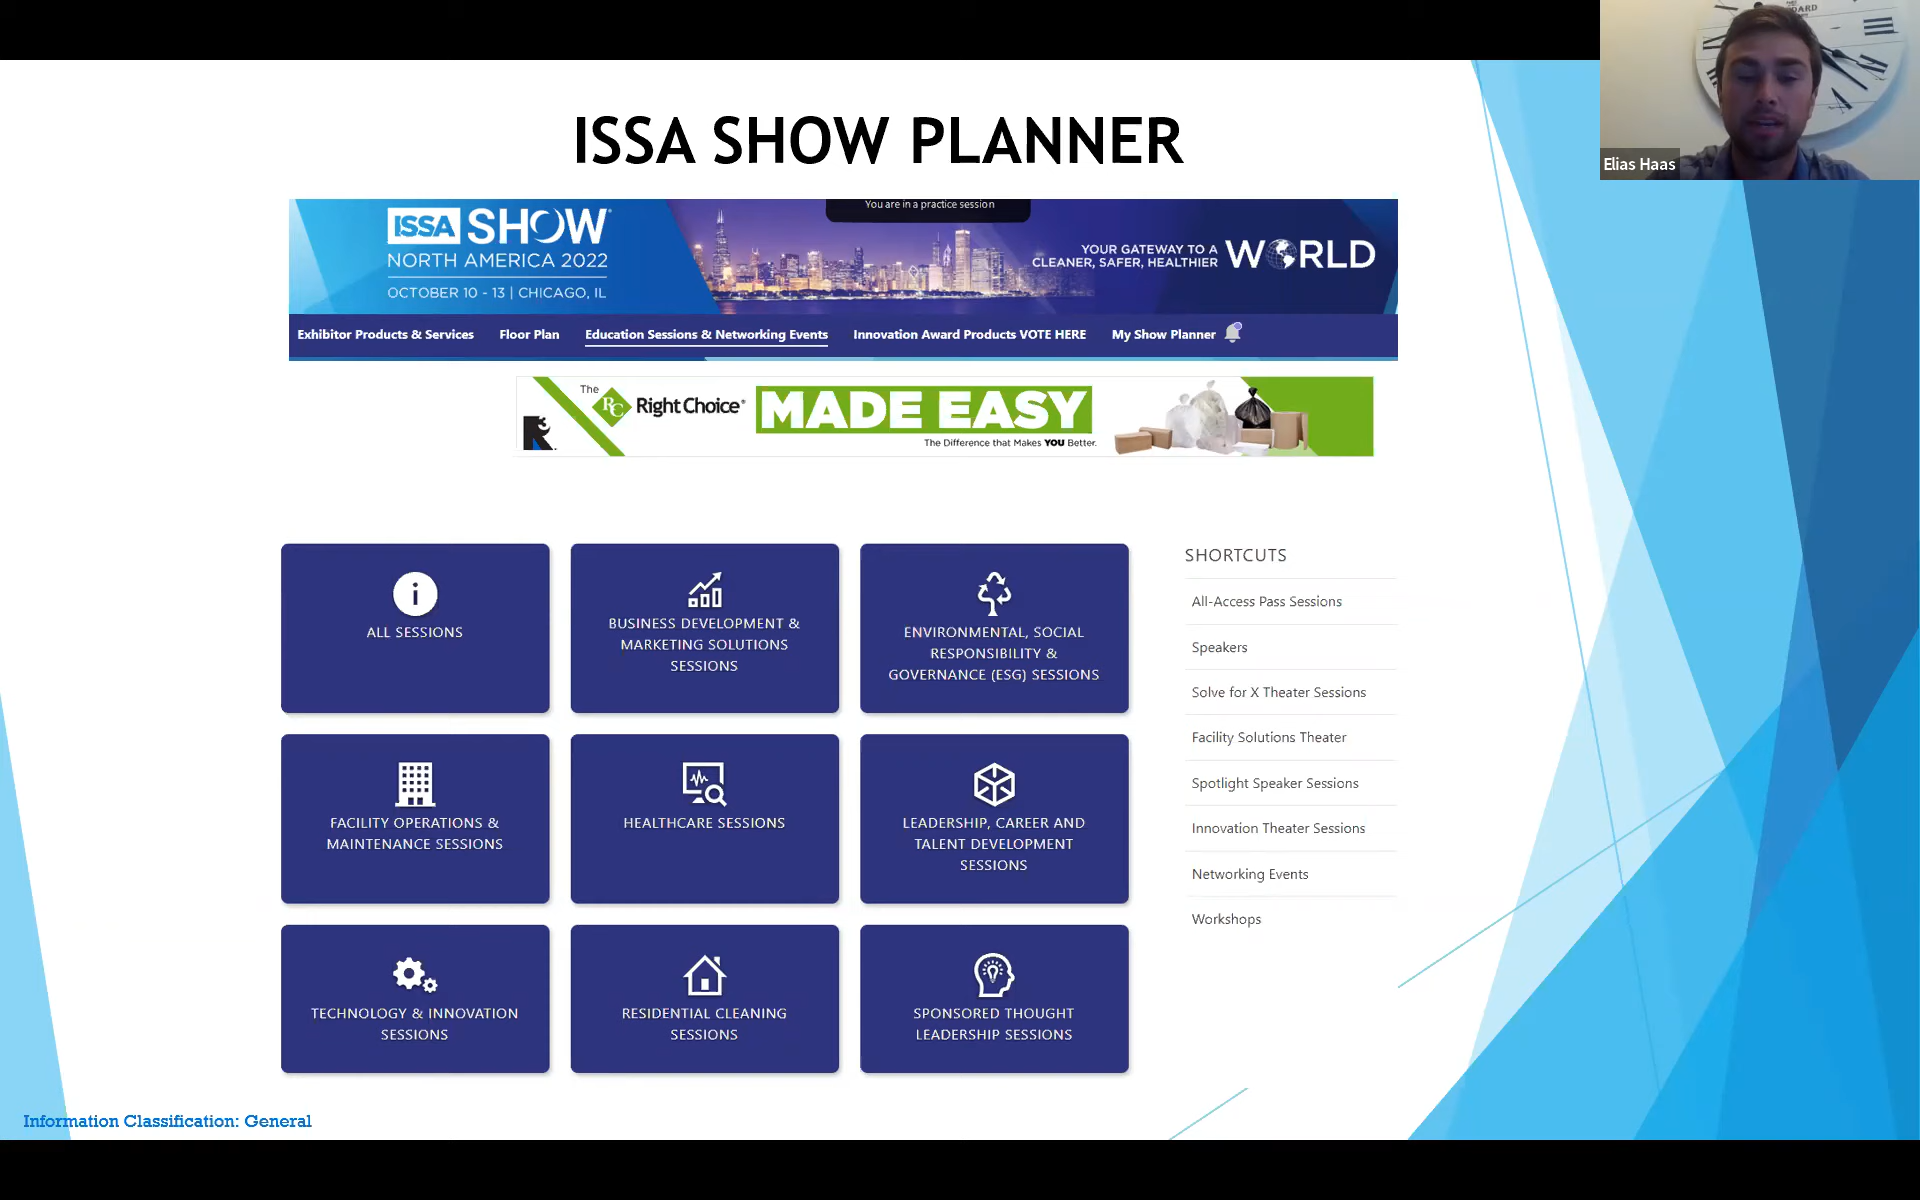 ISSA SHOW PLANNER
Elias Haas
You are in a practice session
ISSA SHOW
NORTH AMERICA 2022
OCTOBER 10 - 13 | CHICAGO, IL
YOUR GATEWAY TO A
CLEANER, SAFER, HEALTHIER
WORLD
Exhibitor Products & Services
Floor Plan
Education Sessions & Networking Events
Innovation Award Products VOTE HERE
My Show Planner
The
RC
Right Choice®
MADE EASY
The Difference that Makes YOU Better.
ALL SESSIONS
BUSINESS DEVELOPMENT &
MARKETING SOLUTIONS
SESSIONS
ENVIRONMENTAL, SOCIAL
RESPONSIBILITY &
GOVERNANCE (ESG) SESSIONS
FACILITY OPERATIONS &
MAINTENANCE SESSIONS
HEALTHCARE SESSIONS
LEADERSHIP, CAREER AND
TALENT DEVELOPMENT
SESSIONS
TECHNOLOGY & INNOVATION
SESSIONS
RESIDENTIAL CLEANING
SESSIONS
SPONSORED THOUGHT
LEADERSHIP SESSIONS
SHORTCUTS
All-Access Pass Sessions
Speakers
Solve for X Theater Sessions
Facility Solutions Theater
Spotlight Speaker Sessions
Innovation Theater Sessions
Networking Events
Workshops
Information Classification: General